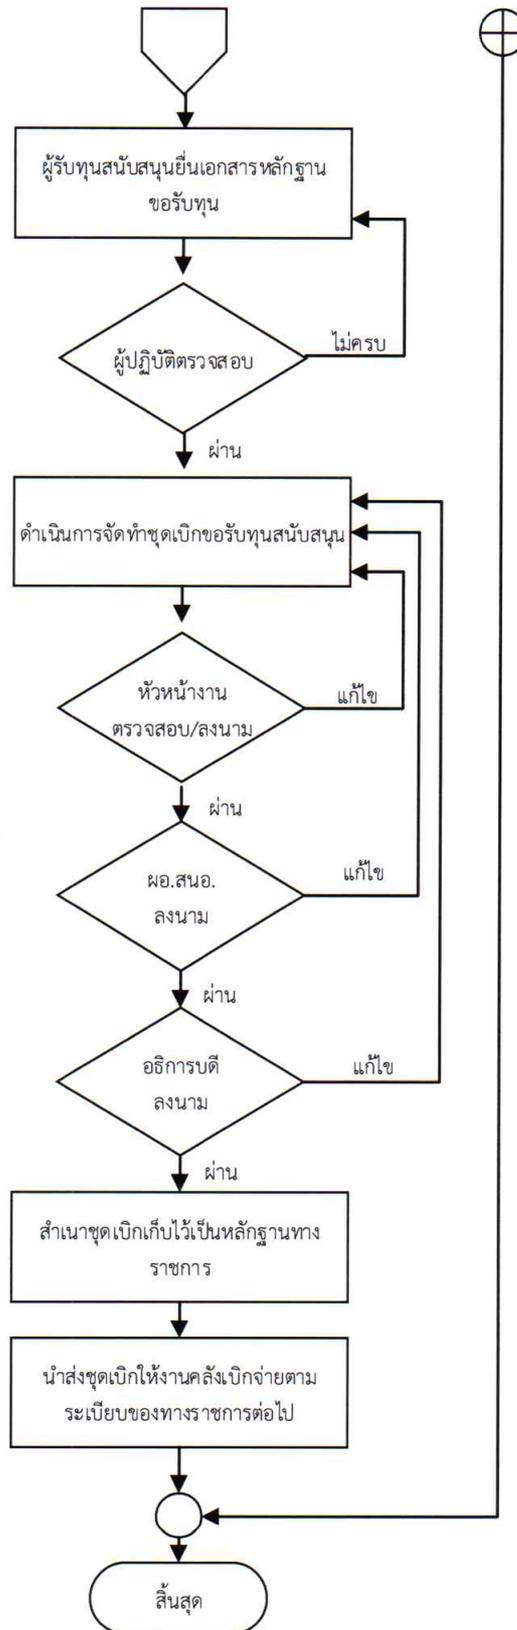 ผู้รับทุนสนับสนุนยื่นเอกสารหลักฐาน
ขอรับทุน
ไม่ครบ
ผู้ปฏิบัติตรวจสอบ
ผ่าน
ดำเนินการจัดทำชุดเบิกขอรับทุนสนับสนุน
หัวหน้างาน
ตรวจสอบ/ลงนาม
แก้ไข
ผ่าน
ผอ.สนอ.
ลงนาม
แก้ไข
ผ่าน
อธิการบดี
ลงนาม
แก้ไข
ผ่าน
สำเนาชุดเบิกเก็บไว้เป็นหลักฐานทาง
ราชการ
นำส่งชุดเบิกให้งานคลังเบิกจ่ายตาม
ระเบียบของทางราชการต่อไป
สิ้นสุด